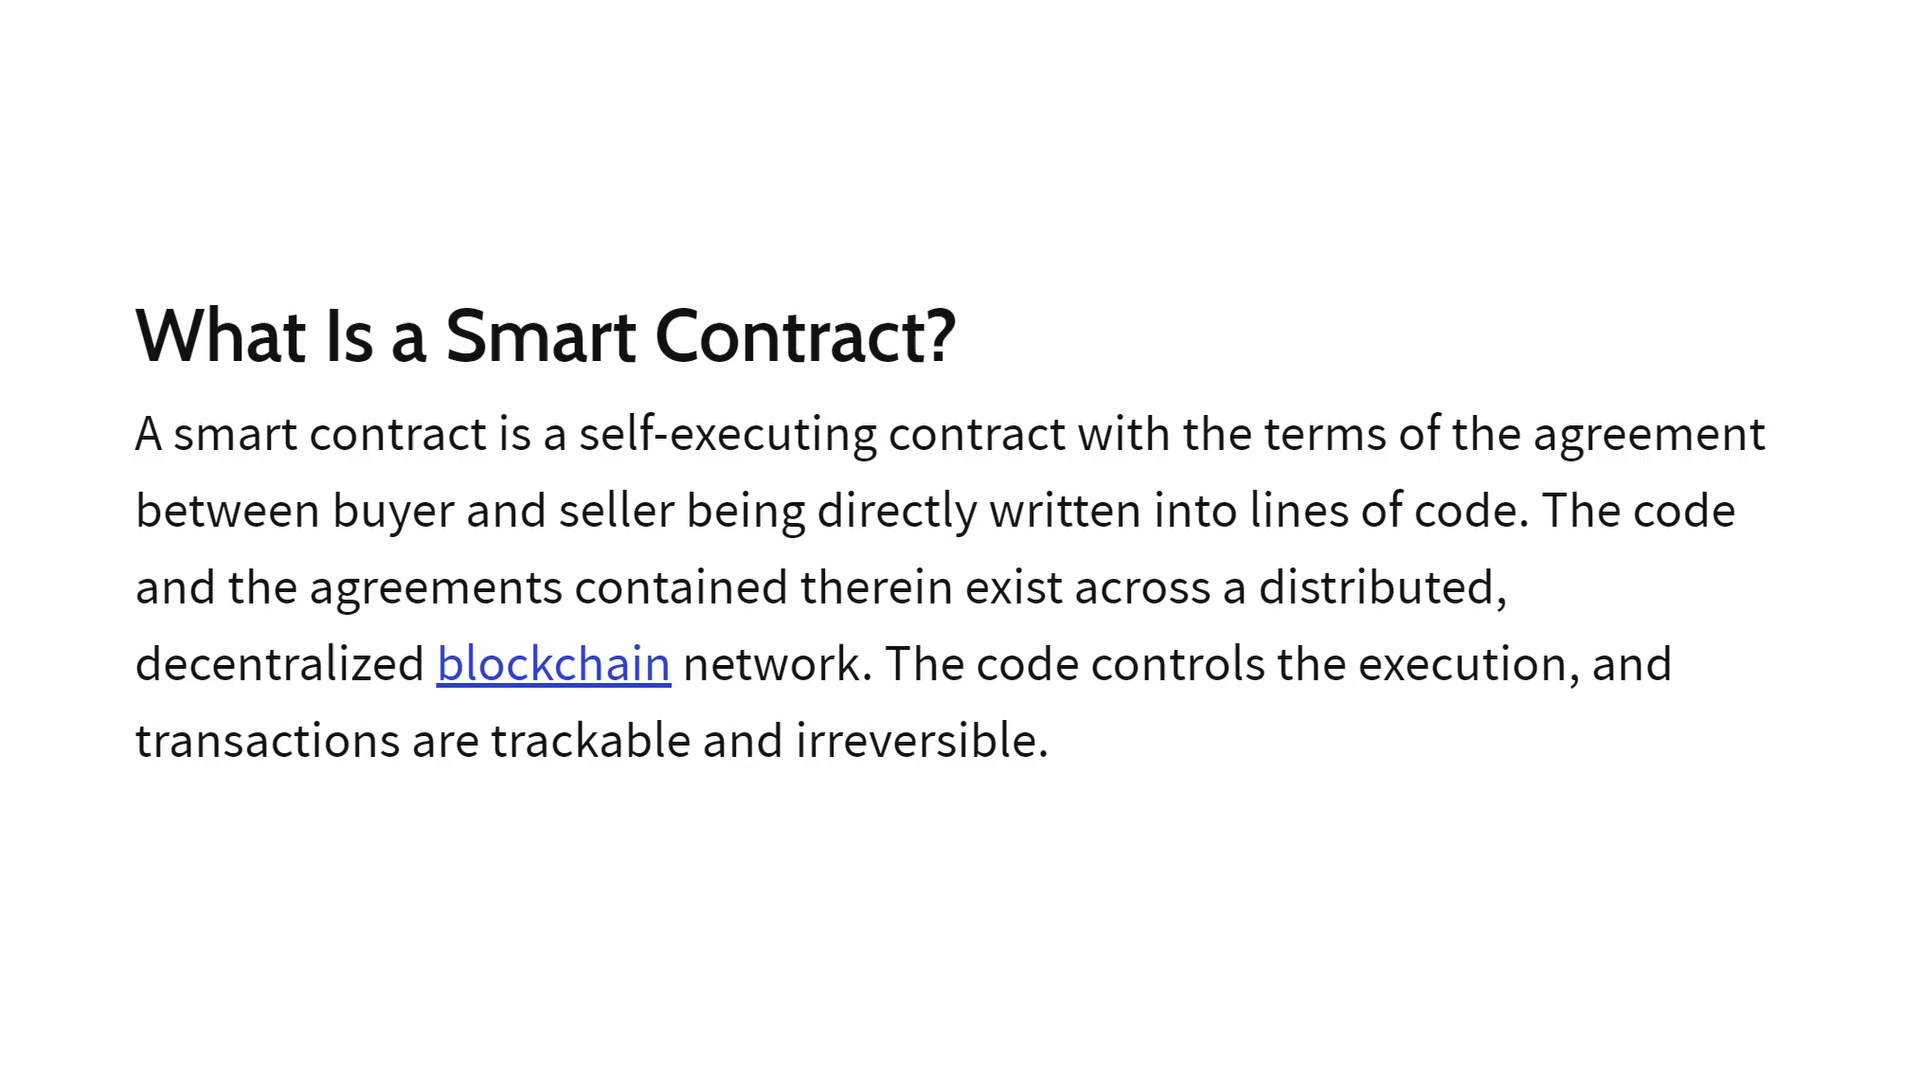 What Is a Smart Contract?
A smart contract is a self-executing contract with the terms of the agreement
between buyer and seller being directly written into lines of code. The code
and the agreements contained therein exist across a distributed,
decentralized blockchain network. The code controls the execution, and
transactions are trackable and irreversible.